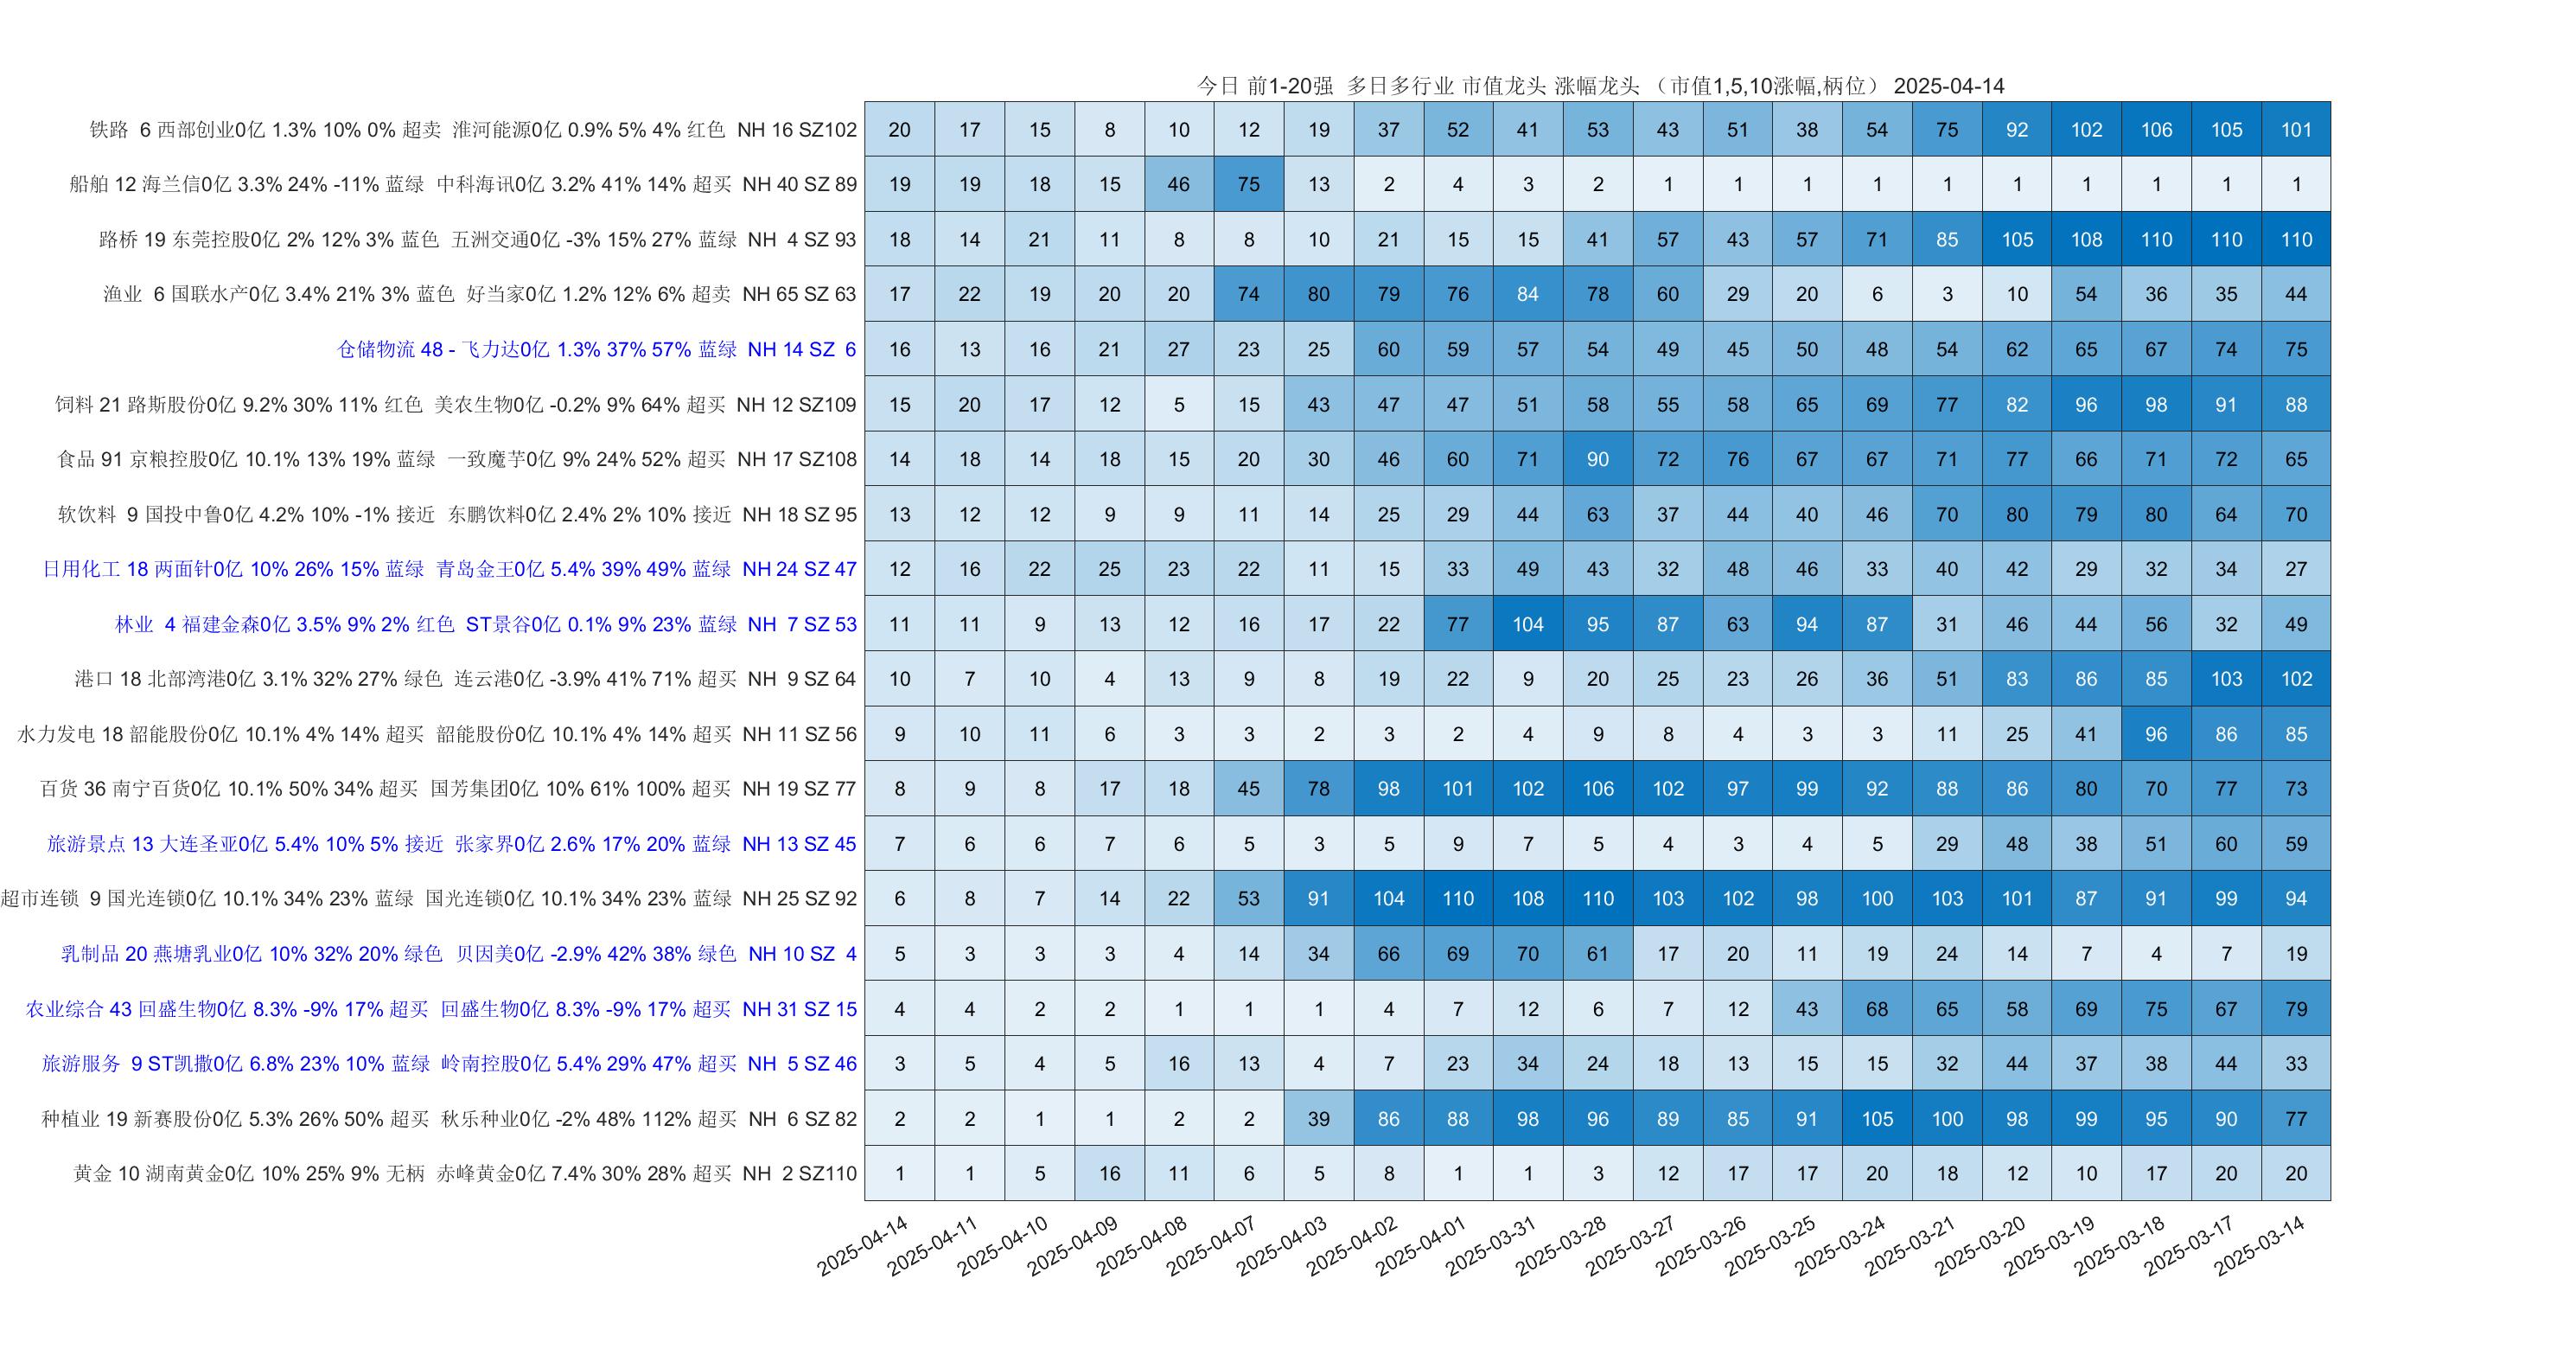 今日 前1-20强 多日多行业 市值龙头 涨幅龙头 （市值1,5,10涨幅,柄位） 2025-04-14
铁路 6 西部创业0亿 1.3% 10% 0% 超卖 淮河能源0亿 0.9% 5% 4% 红色 NH 16 SZ102 20 17 15 8 10 12 19 37 52 41 53 43 51 38 54 75 92 102 106 105 101
船舶 12 海兰信0亿 3.3% 24% -11% 蓝绿 中科海讯0亿 3.2% 41% 14% 超买 NH 40 SZ 89 19 19 18 15 46 75 13 2 4 3 2 1 1 1 1 1 1 1 1 1 1
路桥 19 东莞控股0亿 2% 12% 3% 蓝色 五洲交通0亿 -3% 15% 27% 蓝绿 NH 4 SZ 93 18 14 21 11 8 8 10 21 15 15 41 57 43 57 71 85 105 108 110 110 110
渔业 6 国联水产0亿 3.4% 21% 3% 蓝色 好当家0亿 1.2% 12% 6% 超卖 NH 65 SZ 63 17 22 19 20 20 74 80 79 76 84 78 60 29 20 6 3 10 54 36 35 44
仓储物流 48 - 飞力达0亿 1.3% 37% 57% 蓝绿 NH 14 SZ 6 16 13 16 21 27 23 25 60 59 57 54 49 45 50 48 54 62 65 67 74 75
饲料 21 路斯股份0亿 9.2% 30% 11% 红色 美农生物0亿 -0.2% 9% 64% 超买 NH 12 SZ109 15 20 17 12 5 15 43 47 47 51 58 55 58 65 69 77 82 96 98 91 88
食品 91 京粮控股0亿 10.1% 13% 19% 蓝绿 一致魔芋0亿 9% 24% 52% 超买 NH 17 SZ108 14 18 14 18 15 20 30 46 60 71 90 72 76 67 67 71 77 66 71 72 65
软饮料 9 国投中鲁0亿 4.2% 10% -1% 接近 东鹏饮料0亿 2.4% 2% 10% 接近 NH 18 SZ 95 13 12 12 9 9 11 14 25 29 44 63 37 44 40 46 70 80 79 80 64 70
日用化工 18 两面针0亿 10% 26% 15% 蓝绿 青岛金王0亿 5.4% 39% 49% 蓝绿 NH 24 SZ 47 12 16 22 25 23 22 11 15 33 49 43 32 48 46 33 40 42 29 32 34 27
林业 4 福建金森0亿 3.5% 9% 2% 红色 ST景谷0亿 0.1% 9% 23% 蓝绿 NH 7 SZ 53 11 11 9 13 12 16 17 22 77 104 95 87 63 94 87 31 46 44 56 32 49
港口 18 北部湾港0亿 3.1% 32% 27% 绿色 连云港0亿 -3.9% 41% 71% 超买 NH 9 SZ 64 10 7 10 4 13 9 8 19 22 9 20 25 23 26 36 51 83 86 85 103 102
水力发电 18 韶能股份0亿 10.1% 4% 14% 超买 韶能股份0亿 10.1% 4% 14% 超买 NH 11 SZ 56 9 10 11 6 3 3 2 3 2 4 9 8 4 3 3 11 25 41 96 86 85
百货 36 南宁百货0亿 10.1% 50% 34% 超买 国芳集团0亿 10% 61% 100% 超买 NH 19 SZ 77 8 9 8 17 18 45 78 98 101 102 106 102 97 99 92 88 86 80 70 77 73
旅游景点 13 大连圣亚0亿 5.4% 10% 5% 接近 张家界0亿 2.6% 17% 20% 蓝绿 NH 13 SZ 45 7 6 6 7 6 5 3 5 9 7 5 4 3 4 5 29 48 38 51 60 59
超市连锁 9 国光连锁0亿 10.1% 34% 23% 蓝绿 国光连锁0亿 10.1% 34% 23% 蓝绿 NH 25 SZ 92 6 8 7 14 22 53 91 104 110 108 110 103 102 98 100 103 101 87 91 99 94
乳制品 20 燕塘乳业0亿 10% 32% 20% 绿色 贝因美0亿 -2.9% 42% 38% 绿色 NH 10 SZ 4 5 3 3 3 4 14 34 66 69 70 61 17 20 11 19 24 14 7 4 7 19
农业综合 43 回盛生物0亿 8.3% -9% 17% 超买 回盛生物0亿 8.3% -9% 17% 超买 NH 31 SZ 15 4 4 2 2 1 1 1 4 7 12 6 7 12 43 68 65 58 69 75 67 79
旅游服务 9 ST凯撒0亿 6.8% 23% 10% 蓝绿 岭南控股0亿 5.4% 29% 47% 超买 NH 5 SZ 46 3 5 4 5 16 13 4 7 23 34 24 18 13 15 15 32 44 37 38 44 33
种植业 19 新赛股份0亿 5.3% 26% 50% 超买 秋乐种业0亿 -2% 48% 112% 超买 NH 6 SZ 82 2 2 1 1 2 2 39 86 88 98 96 89 85 91 105 100 98 99 95 90 77
黄金 10 湖南黄金0亿 10% 25% 9% 无柄 赤峰黄金0亿 7.4% 30% 28% 超买 NH 2 SZ110 1 1 5 16 11 6 5 8 1 1 3 12 17 17 20 18 12 10 17 20 20
2025-04-14 2025-04-11 2025-04-10 2025-04-09 2025-04-08 2025-04-07 2025-04-03 2025-04-02 2025-04-01 2025-03-31 2025-03-28 2025-03-27 2025-03-26 2025-03-25 2025-03-24 2025-03-21 2025-03-20 2025-03-19 2025-03-18 2025-03-17 2025-03-14